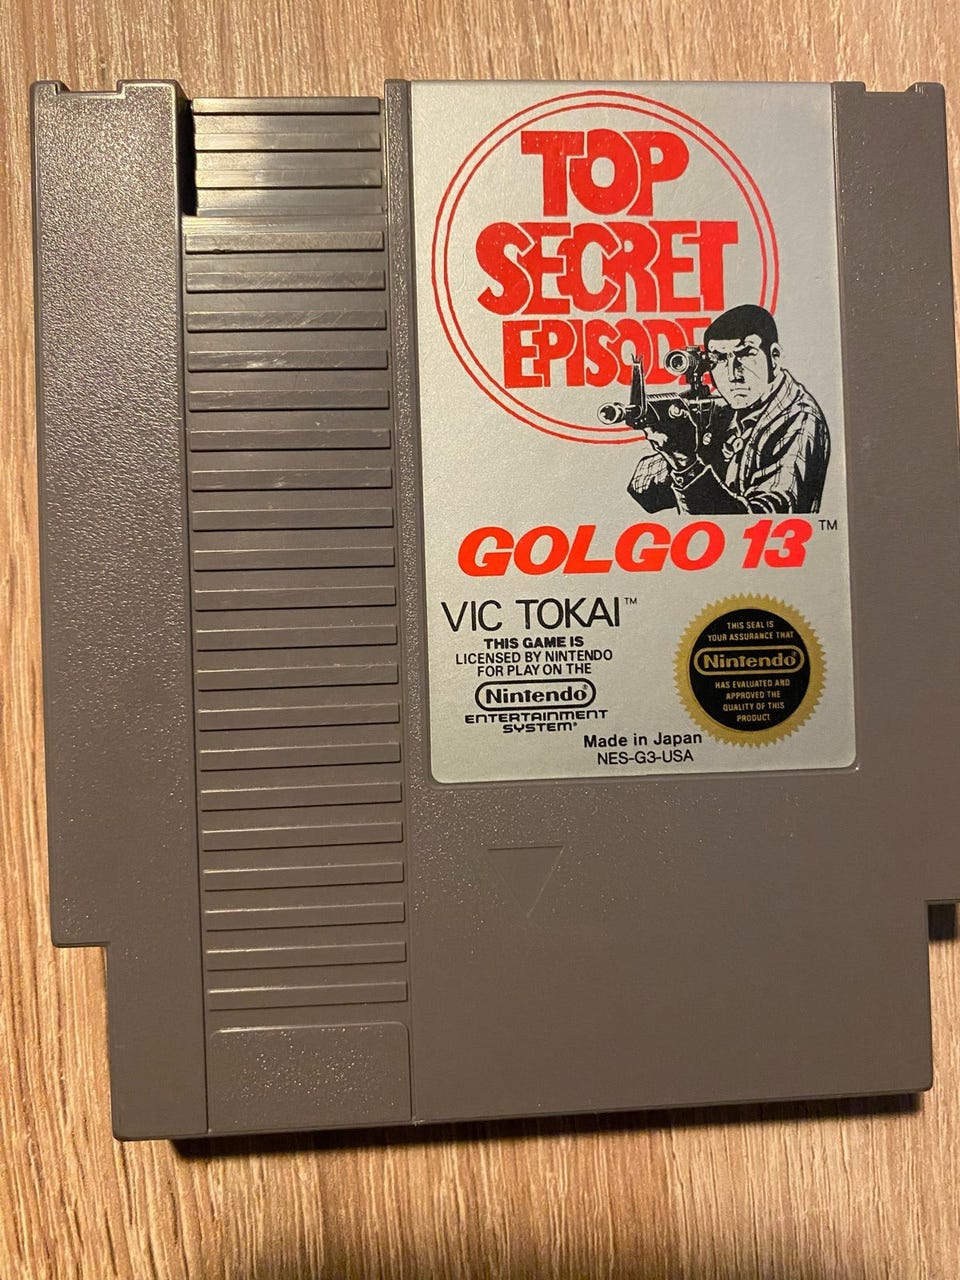 TOP
SECRET
EPISODE
GOLGO 13™
VIC TOKAI™
THIS GAME IS
LICENSED BY NINTENDO
FOR PLAY ON THE
Nintendo®
ENTERTAINMENT
SYSTEM®
THIS SEAL IS
YOUR ASSURANCE THAT
Nintendo®
HAS EVALUATED AND
APPROVED THE
QUALITY OF THIS
PRODUCT.
Made in Japan
NES-G3-USA